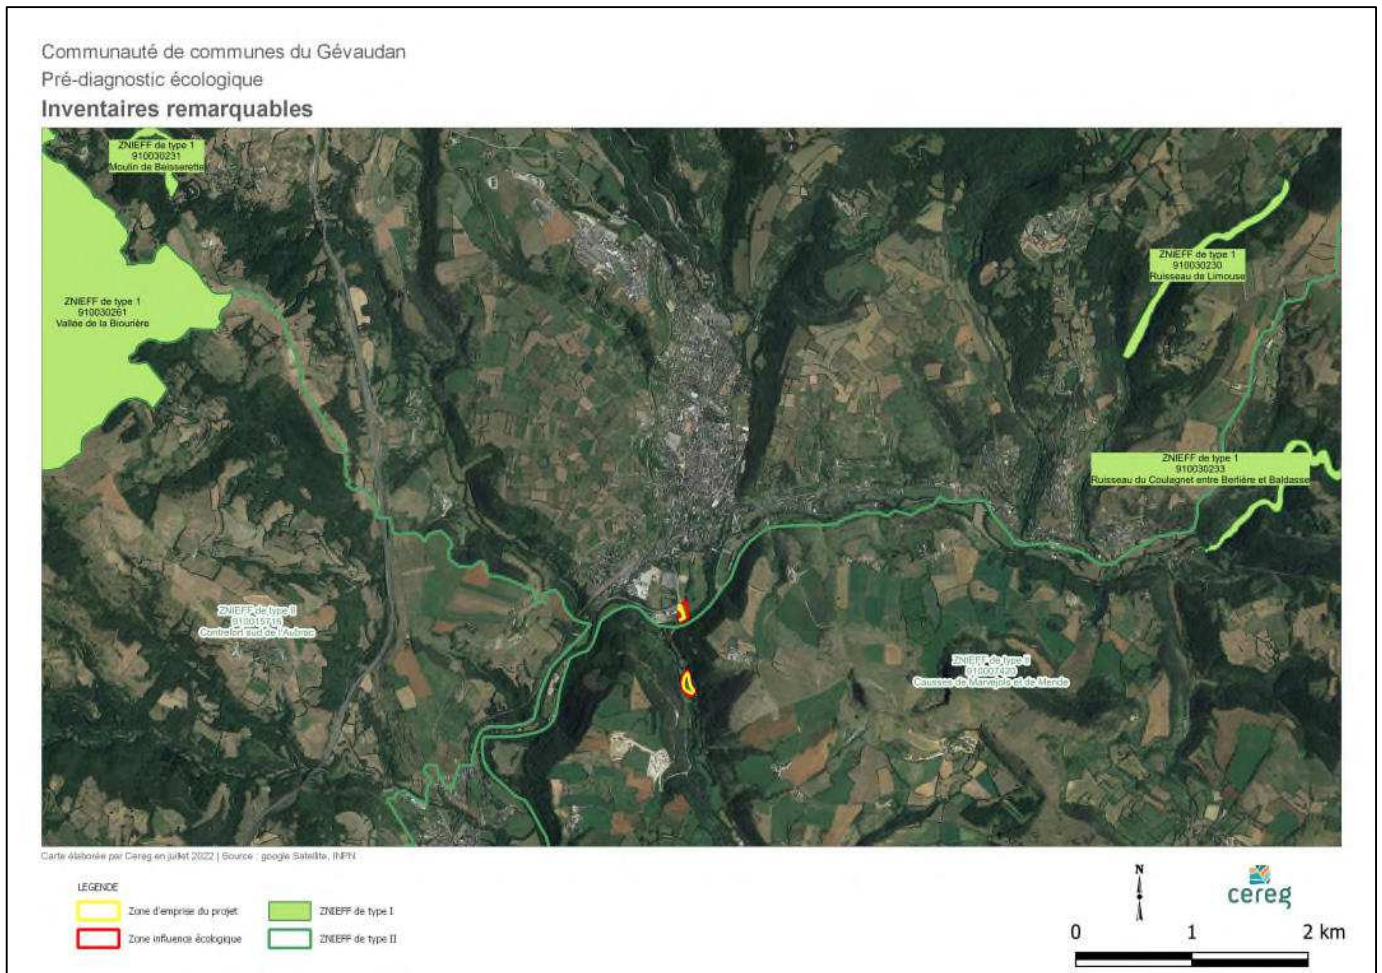 Communauté de communes du Gévaudan
Pré-diagnostic écologique
Inventaires remarquables
ZNIEFF de type 1
910030231
Moulin de Beisserette
ZNIEFF de type 1
910030261
Vallée de la Biourière
ZNIEFF de type 1
910030230
Ruisseau de Limouse
ZNIEFF de type 1
910030233
Ruisseau du Coulagnet entre Berlière et Baldasse
ZNIEFF de type II
910015715
Contrefort sud de l'Aubrac
ZNIEFF de type II
910007420
Causses de Marvejols et de Mende
Carte élaborée par Cereg en juillet 2022 | Source : google Satellite, INPN
LEGENDE
Zone d'emprise du projet
ZNIEFF de type I
Zone influence écologique
ZNIEFF de type II
N
cereg
0 1 2 km